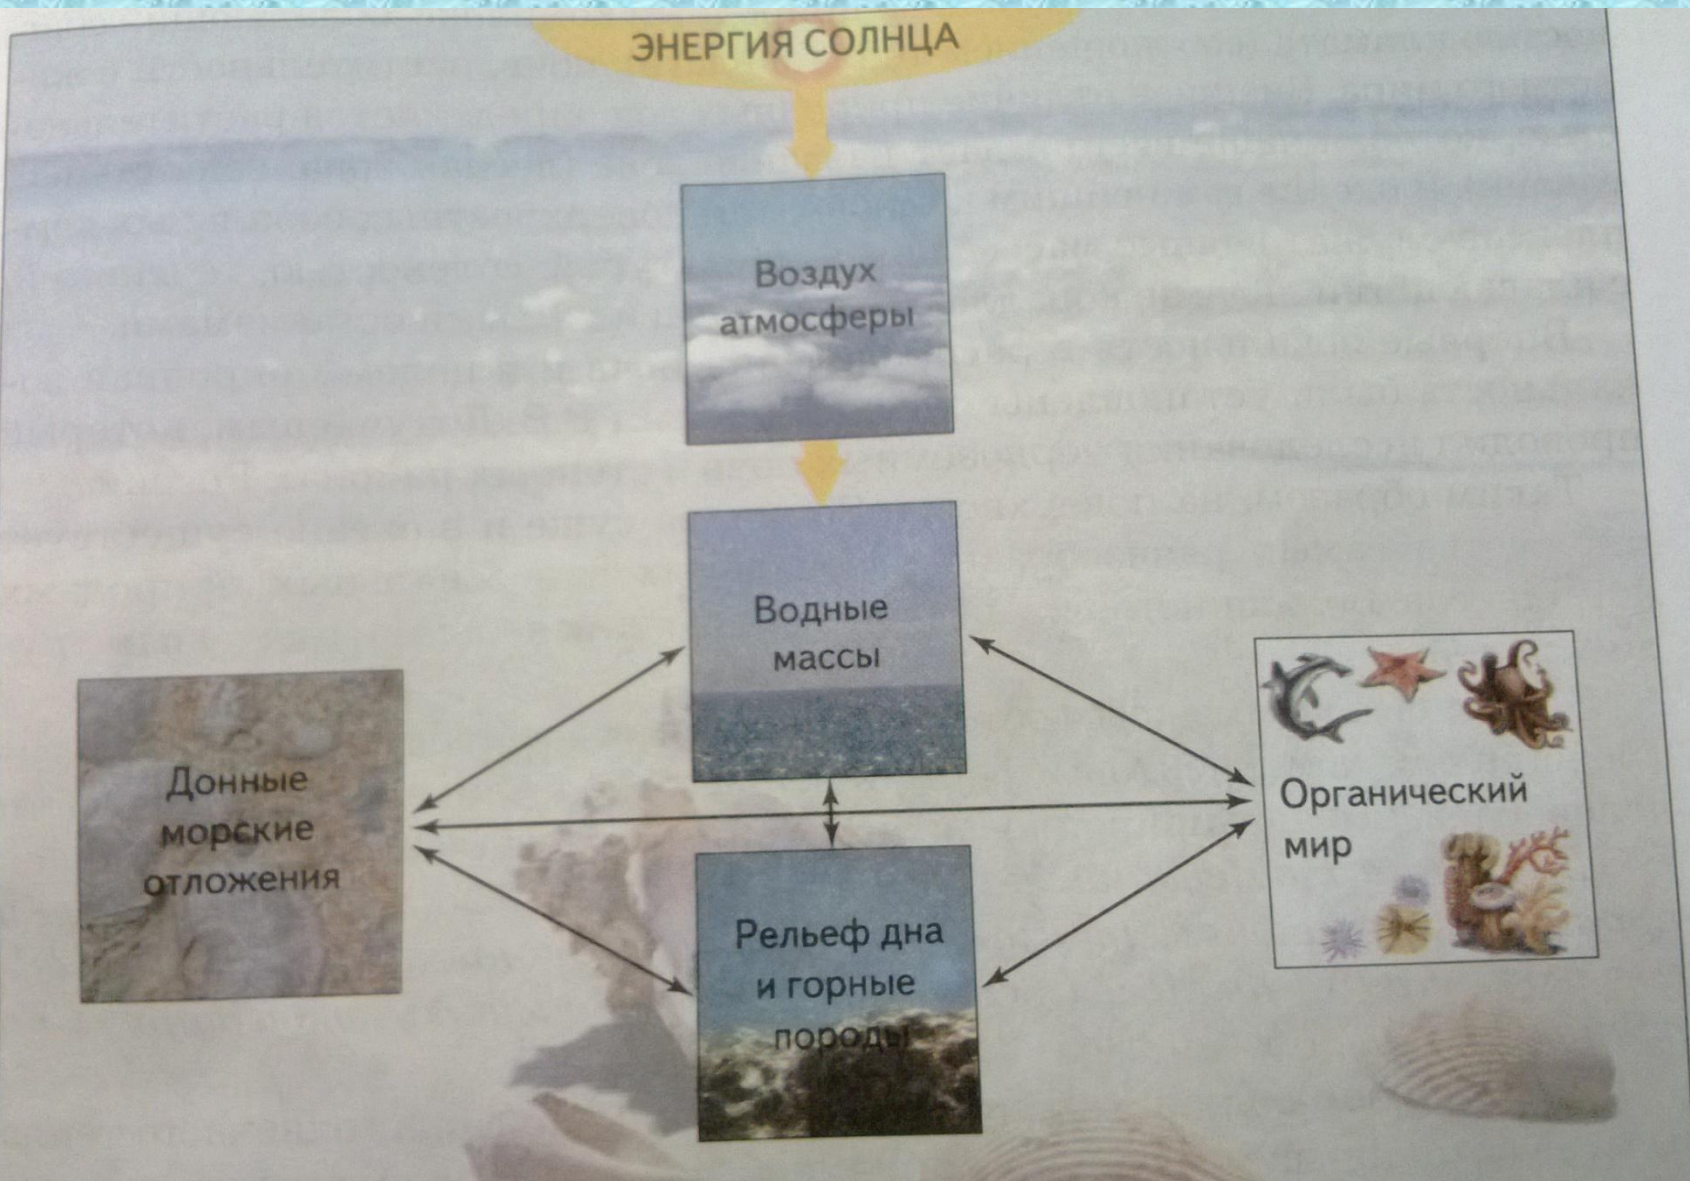 ЭНЕРГИЯ СОЛНЦА
Воздух
атмосферы
Водные
массы
Донные
морские
отложения
Органический
мир
Рельеф дна
и горные
породы